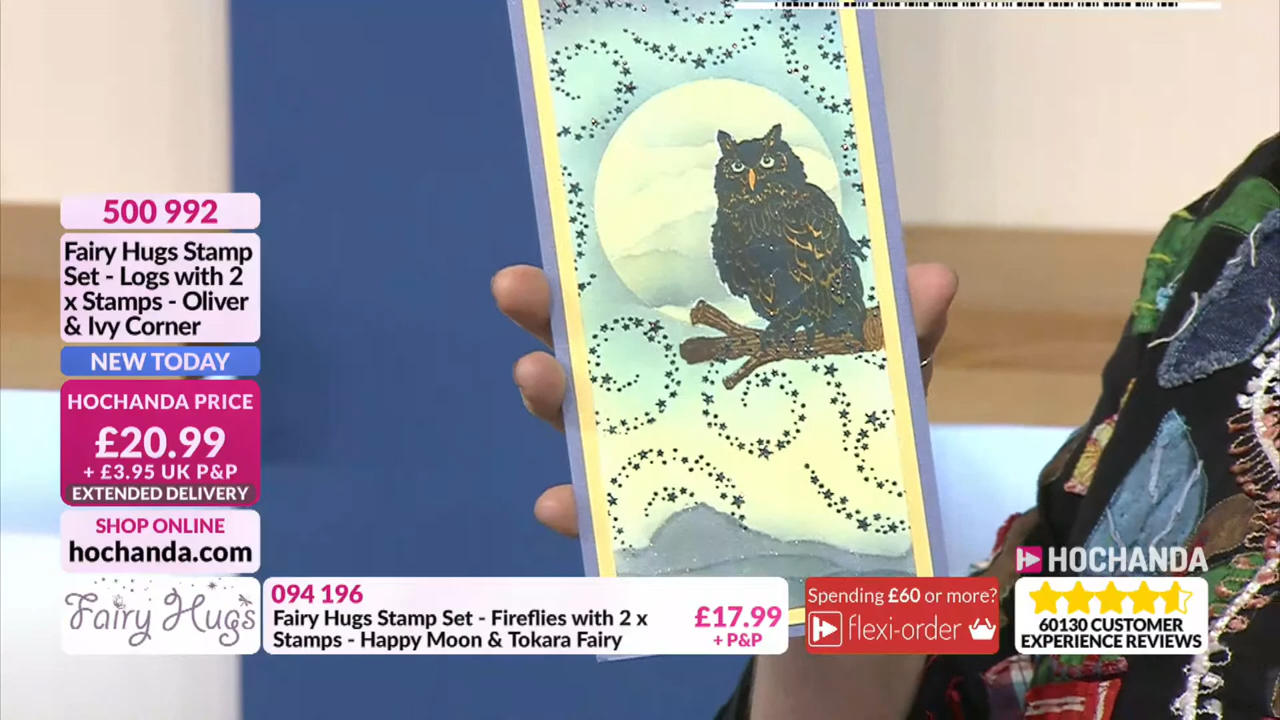 500 992
Fairy Hugs Stamp
Set - Logs with 2
x Stamps - Oliver
& Ivy Corner
NEW TODAY
HOCHANDA PRICE
£20.99
+ £3.95 UK P&P
EXTENDED DELIVERY
SHOP ONLINE
hochanda.com
Fairy Hugs
094 196
Fairy Hugs Stamp Set - Fireflies with 2 x
Stamps - Happy Moon & Tokara Fairy
£17.99
+ P&P
Spending £60 or more?
flexi-order
HOCHANDA
60130 CUSTOMER
EXPERIENCE REVIEWS